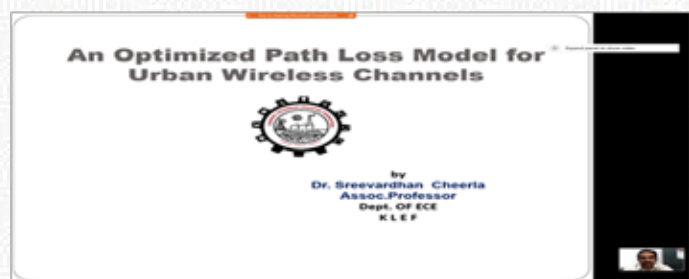 An Optimized Path Loss Model for
Urban Wireless Channels
by
Dr. Sreevardhan Cheerla
Assoc.Professor
Dept. OF ECE
K L E F